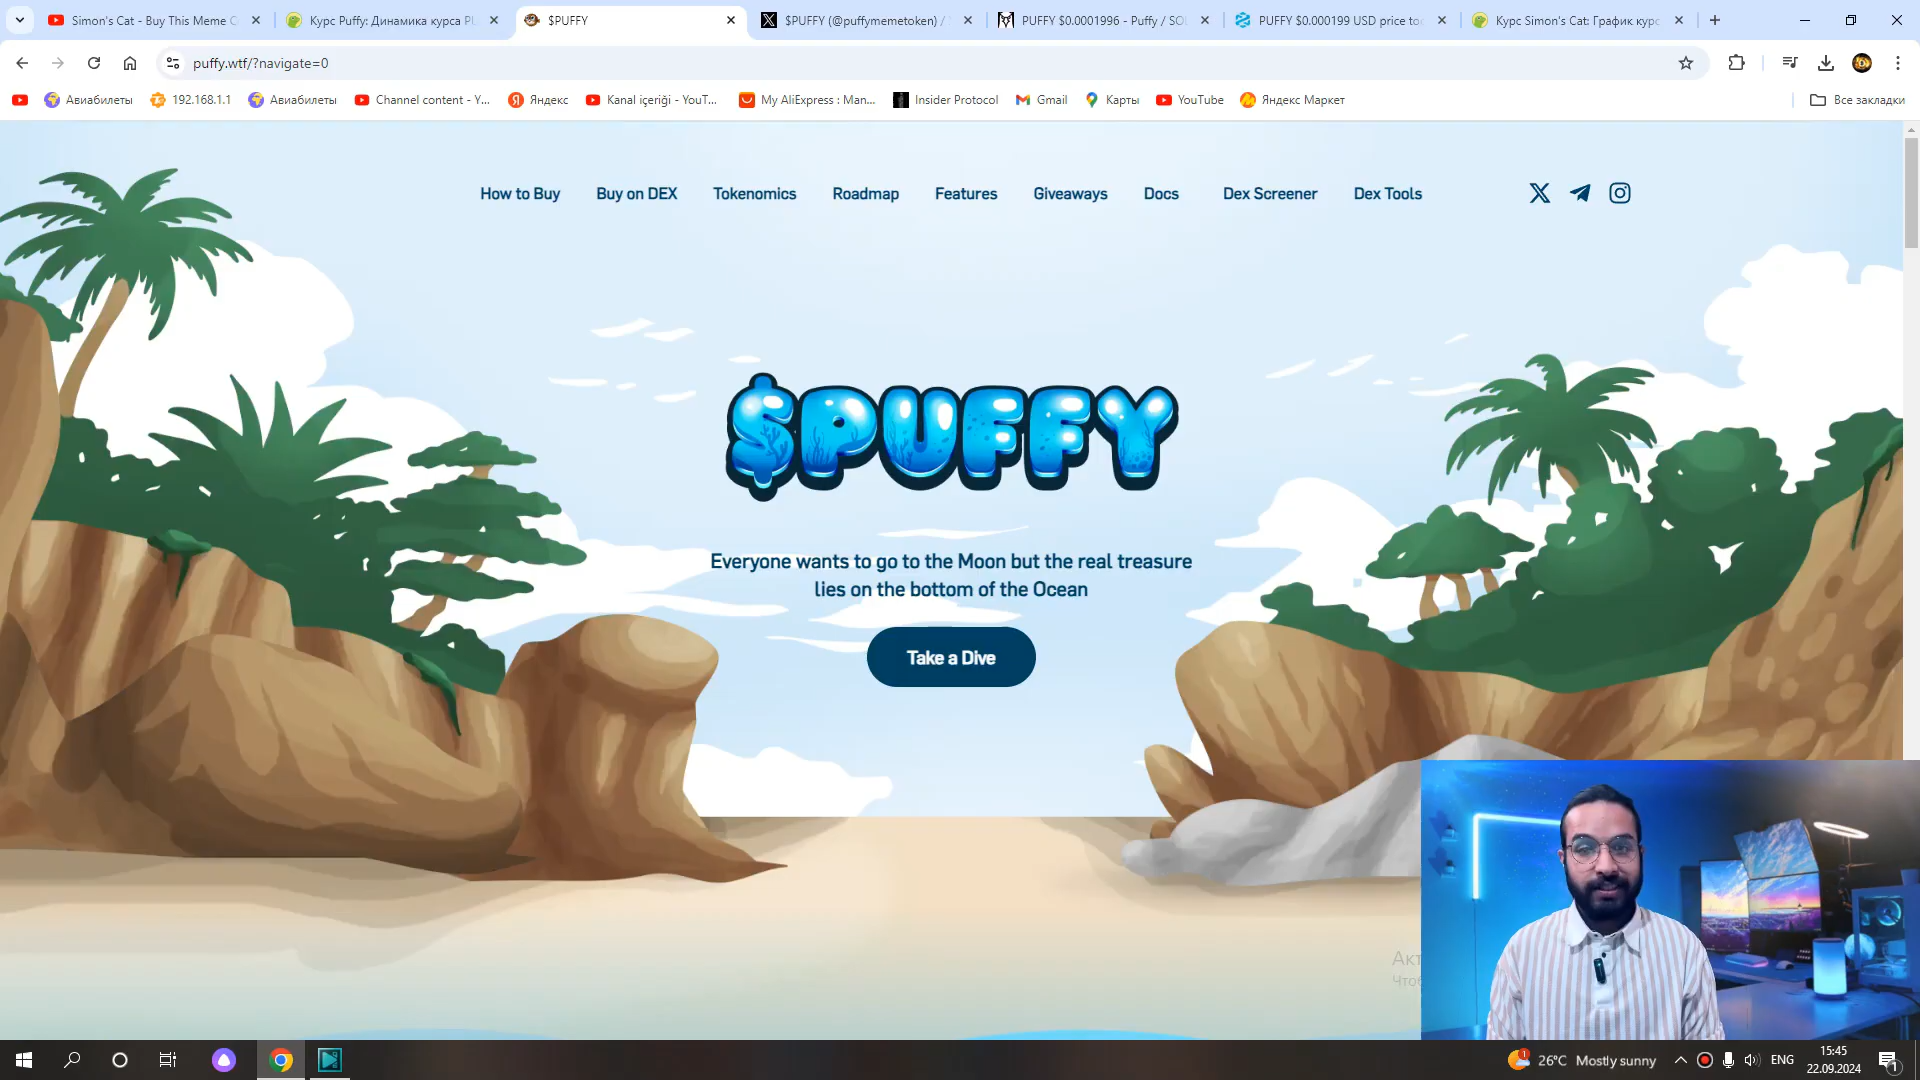 Simon's Cat - Buy This Meme C
Курс Puffy: Динамика курса PU
$PUFFY
$PUFFY (@puffymemetoken) /
PUFFY $0.0001996 - Puffy / SOL
PUFFY $0.000199 USD price toe
Курс Simon's Cat: График курс
puffy.wtf/?navigate=0
Авиабилеты
192.168.1.1
Авиабилеты
Channel content - Y...
Яндекс
Kanal içeriği - YouT...
My AliExpress : Man...
Insider Protocol
Gmail
Карты
YouTube
Яндекс Маркет
Все закладки
How to Buy
Buy on DEX
Tokenomics
Roadmap
Features
Giveaways
Docs
Dex Screener
Dex Tools
$PUFFY
Everyone wants to go to the Moon but the real treasure
lies on the bottom of the Ocean
Take a Dive
Акт
Чтоб
26°C Mostly sunny
ENG
15:45
22.09.2024